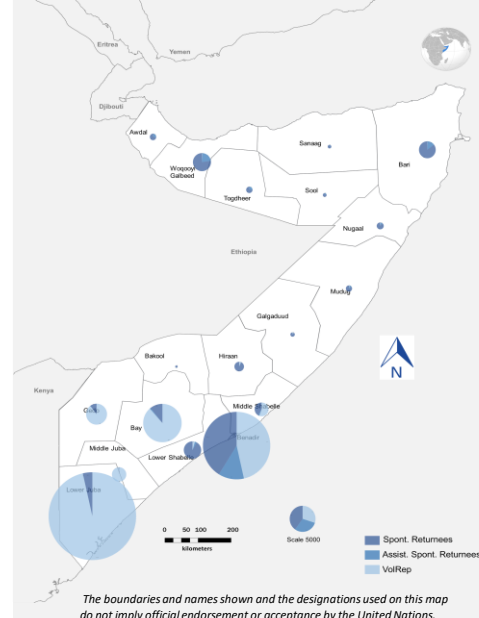 Eritrea
Yemen
Djibouti
Awdal
Woqooyi
Galbeed
Togdheer
Sanaag
Sool
Bari
Nugaal
Ethiopia
Mudug
Galgaduud
Bakool
Hiraan
Kenya
Gedo
Bay
Middle Shabelle
Banadir
Middle Juba
Lower Shabelle
Lower Juba
N
0 50 100 200
kilometers
Scale 5000
Spont. Returnees
Assist. Spont. Returnees
VolRep
The boundaries and names shown and the designations used on this map
do not imply official endorsement or acceptance by the United Nations.